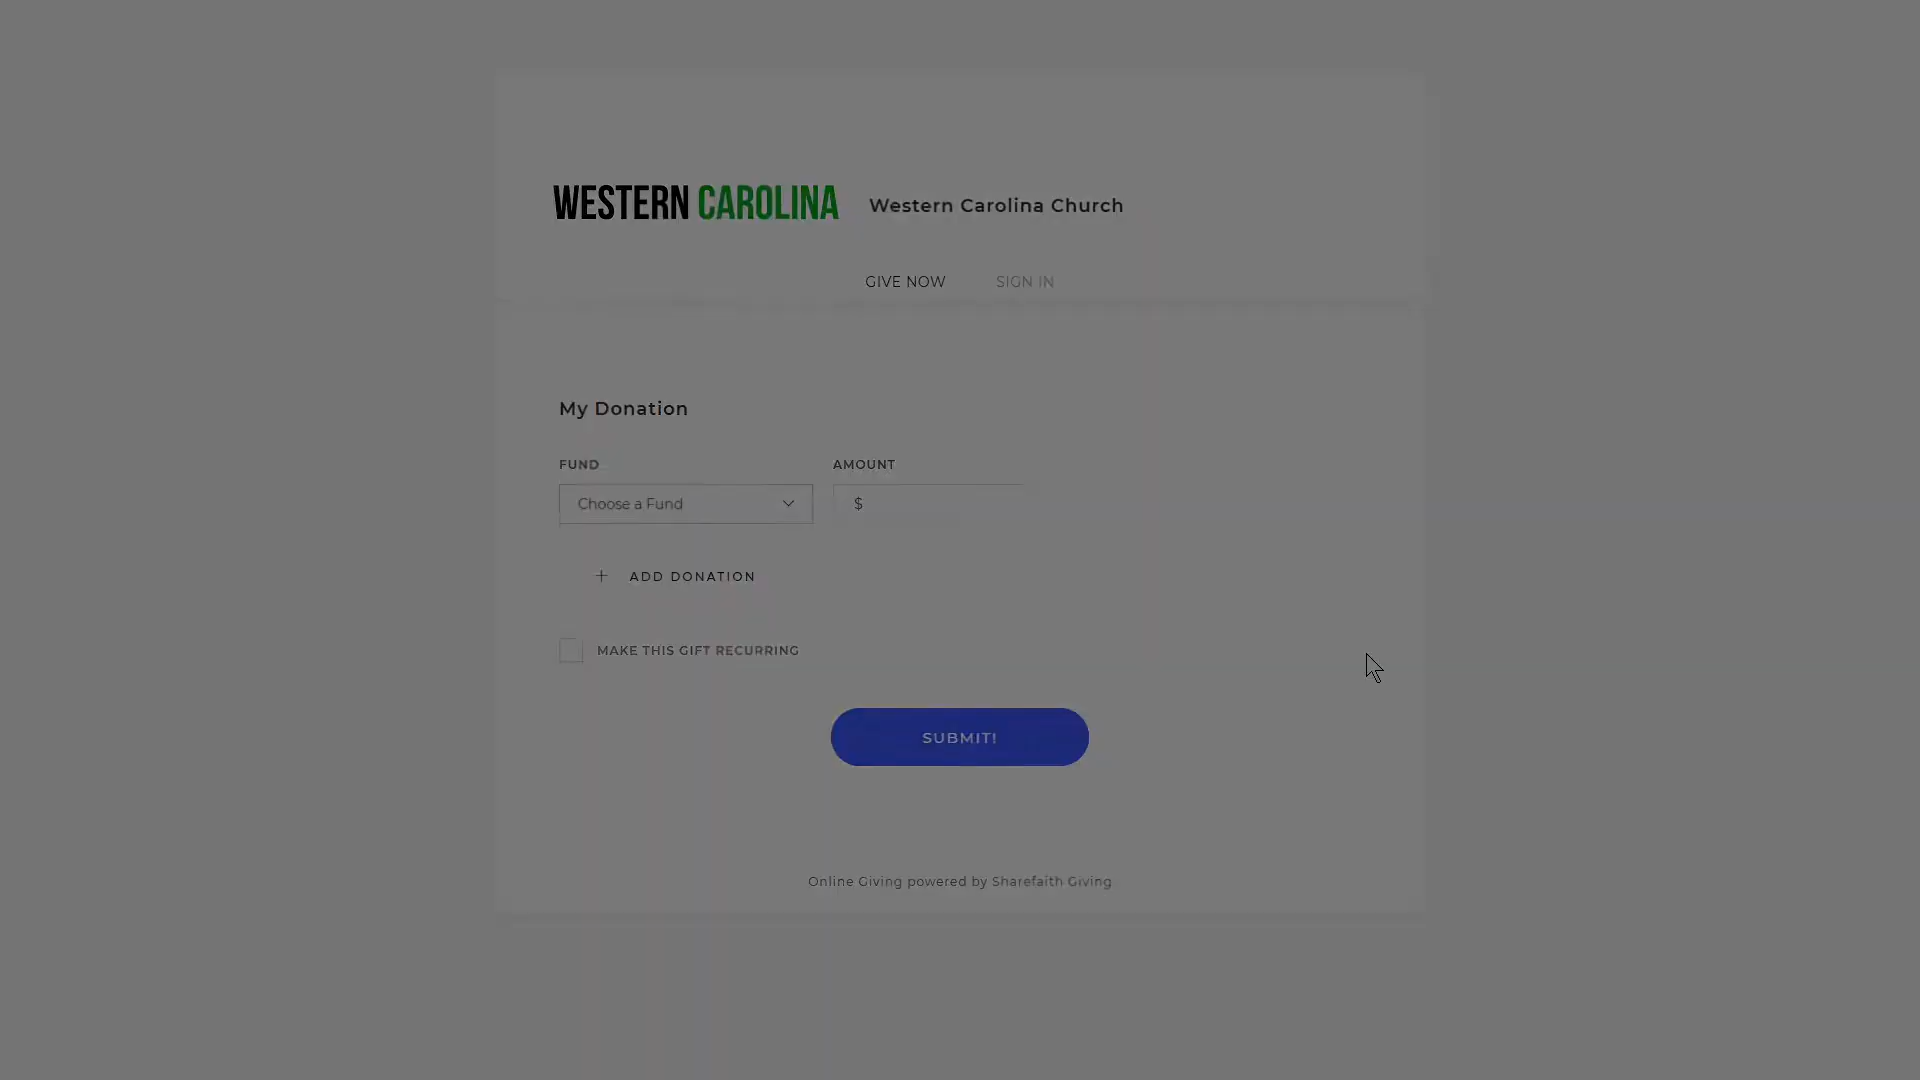 WESTERN CAROLINA
Western Carolina Church
GIVE NOW SIGN IN
My Donation
FUND AMOUNT
Choose a Fund $
+ ADD DONATION
MAKE THIS GIFT RECURRING
SUBMIT!
Online Giving powered by Sharefaith Giving